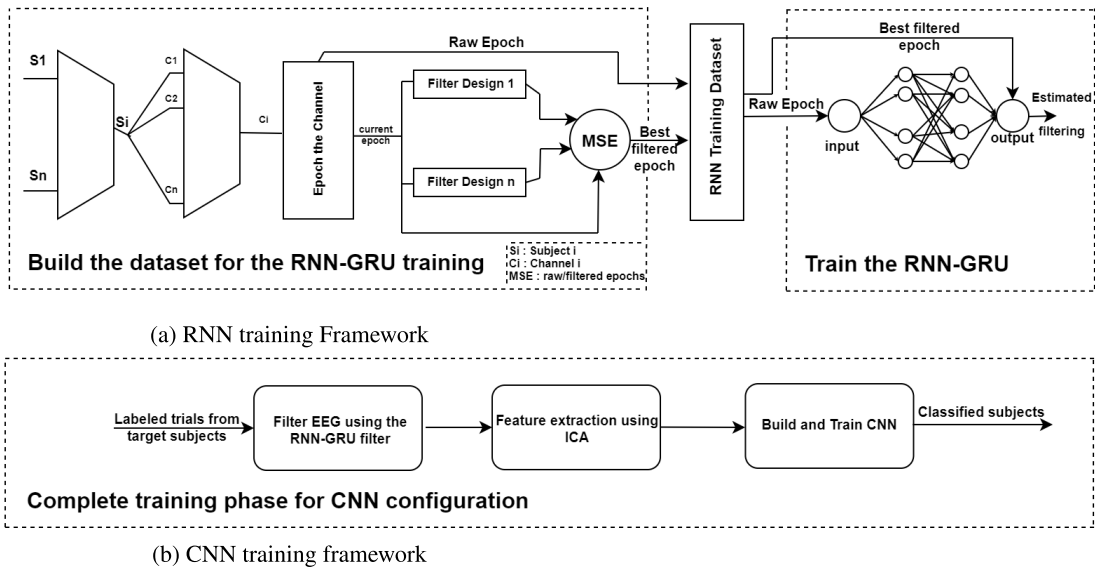 S1
Sn
Si
C1
C2
Cn
Ci
Epoch the Channel
Raw Epoch
current
epoch
Filter Design 1
Filter Design n
MSE
Best
filtered
epoch
Build the dataset for the RNN-GRU training
Si : Subject i
Ci : Channel i
MSE : raw/filtered epochs
RNN Training Dataset
Best filtered
epoch
Raw Epoch
input
output
Estimated
filtering
Train the RNN-GRU
(a) RNN training Framework
Labeled trials from
target subjects
Filter EEG using the
RNN-GRU filter
Feature extraction using
ICA
Build and Train CNN
Classified subjects
Complete training phase for CNN configuration
(b) CNN training framework